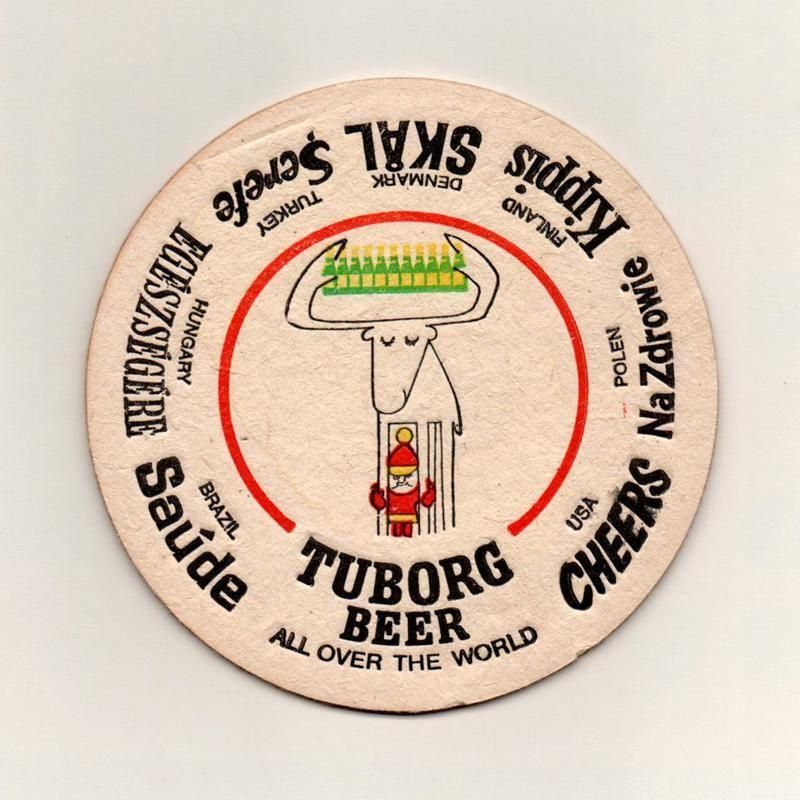 SKÅL
DENMARK
Kippis
FINLAND
Na Zdrowie
POLEN
CHEERS
USA
TUBORG
BEER
ALL OVER THE WORLD
Saúde
BRAZIL
EGÉSZSÉGÉRE
HUNGARY
Şerefe
TURKEY